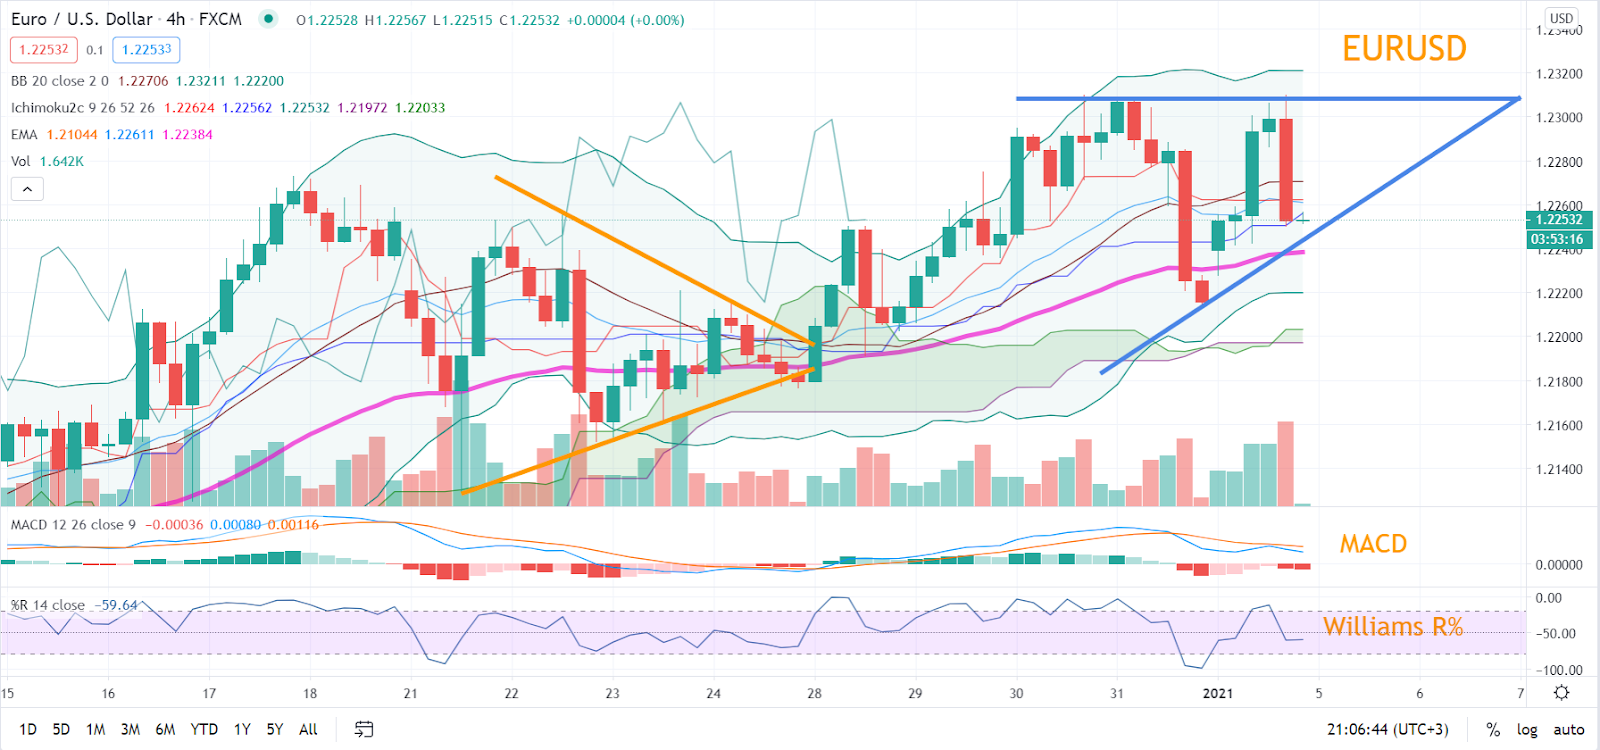 Euro / U.S. Dollar · 4h · FXCM O1.22528 H1.22567 L1.22515 C1.22532 +0.00004 (+0.00%)
1.22532 0.1 1.22533
BB 20 close 2 0 1.22706 1.23211 1.22200
Ichimoku2c 9 26 52 26 1.22624 1.22562 1.22532 1.21972 1.22033
EMA 1.21044 1.22611 1.22384
Vol 1.642K
EURUSD
USD
1.23400
1.23200
1.23000
1.22800
1.22600
1.22532
03:53:16
1.22400
1.22200
1.22000
1.21800
1.21600
1.21400
MACD 12 26 close 9 −0.00036 0.00080 0.00116
MACD
0.00000
%R 14 close −59.64
Williams R%
0.00
−50.00
−100.00
15 16 17 18 21 22 23 24 28 29 30 31 2021 5 6 7
1D 5D 1M 3M 6M YTD 1Y 5Y All 21:06:44 (UTC+3) % log auto